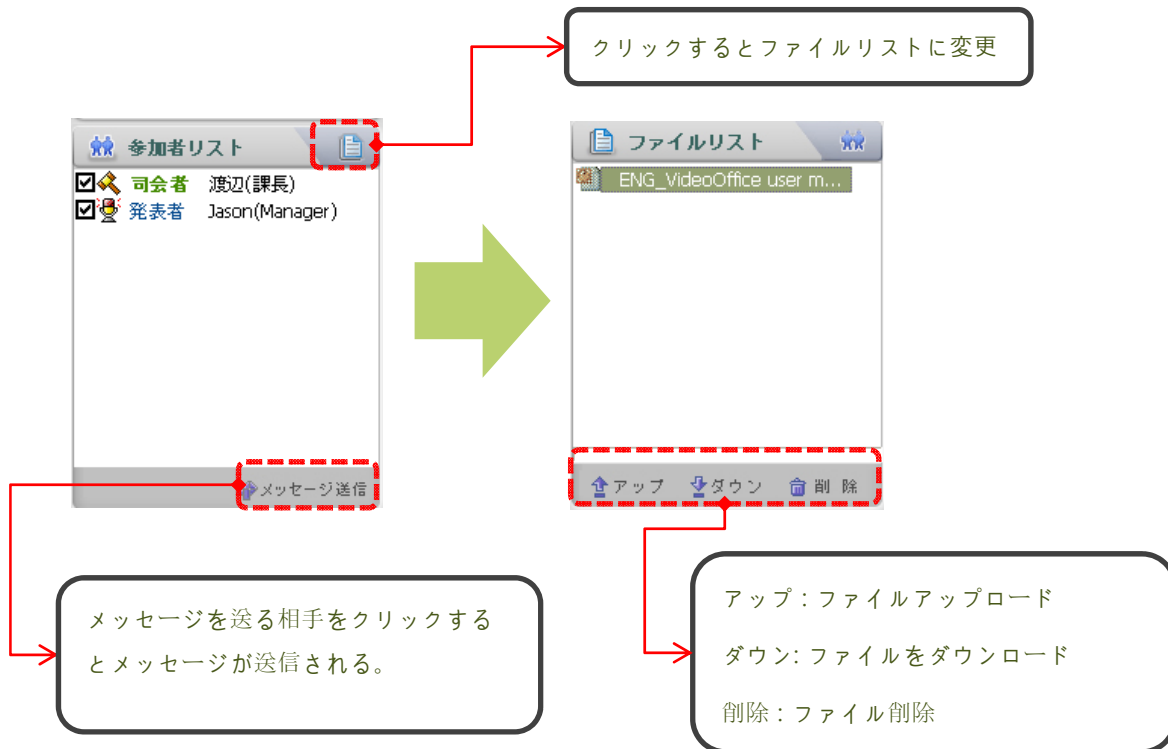 クリックするとファイルリストに変更
参加者リスト
司会者 渡辺(課長)
発表者 Jason(Manager)
メッセージ送信
ファイルリスト
ENG_VideoOffice user m...
アップ ダウン 削 除
メッセージを送る相手をクリックする
とメッセージが送信される。
アップ：ファイルアップロード
ダウン: ファイルをダウンロード
削除：ファイル削除